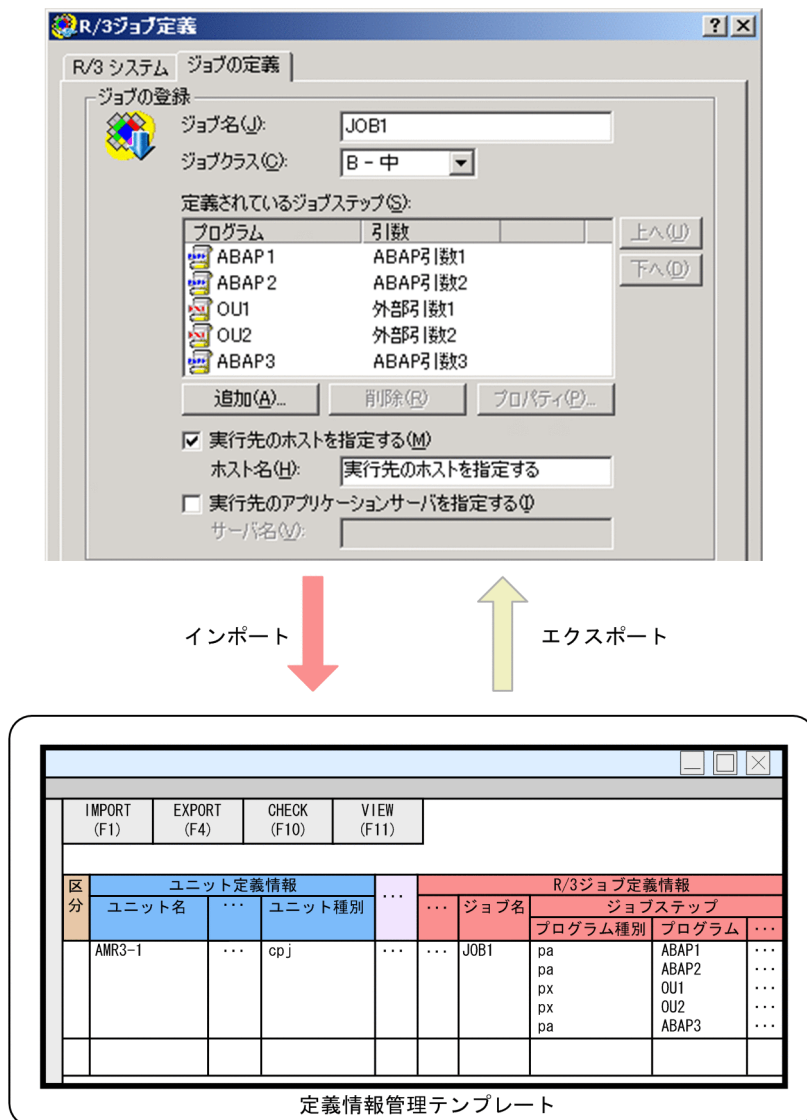 R/3ジョブ定義
R/3 システム ジョブの定義
ジョブの登録
ジョブ名(J): JOB1
ジョブクラス(C): B - 中
定義されているジョブステップ(S):
プログラム 引数
ABAP1 ABAP引数1
ABAP2 ABAP引数2
OU1 外部引数1
OU2 外部引数2
ABAP3 ABAP引数3
上へ(U)
下へ(D)
追加(A)... 削除(R) プロパティ(P)...
実行先のホストを指定する(M)
ホスト名(H): 実行先のホストを指定する
実行先のアプリケーションサーバを指定する(I)
サーバ名(V):
インポート エクスポート
IMPORT EXPORT CHECK VIEW
(F1) (F4) (F10) (F11)
区分 ユニット定義情報 ... R/3ジョブ定義情報
ユニット名 ... ユニット種別 ... ジョブ名 ジョブステップ
プログラム種別 プログラム ...
AMR3-1 ... cpj ... ... JOB1 pa ABAP1 ...
pa ABAP2 ...
px OU1 ...
px OU2 ...
pa ABAP3 ...
定義情報管理テンプレート